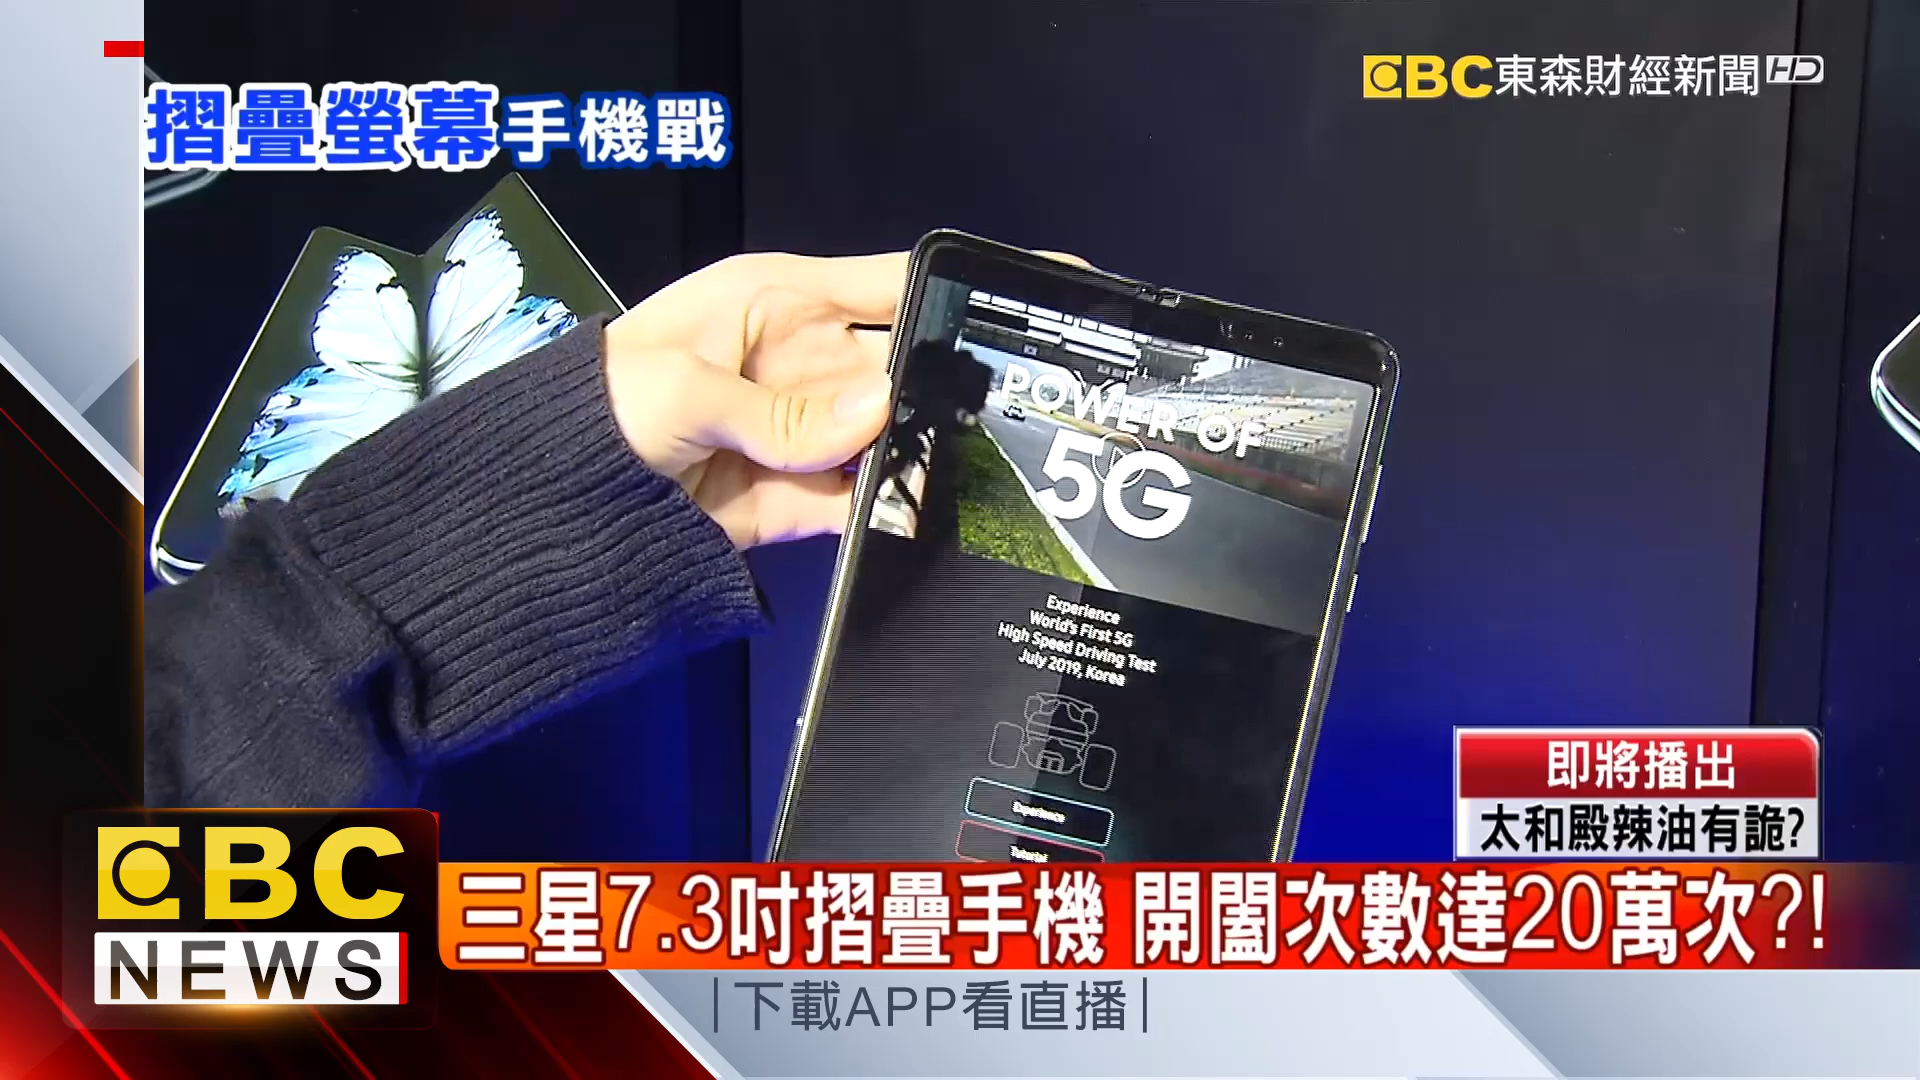 EBC東森財經新聞HD
摺疊螢幕手機戰
POWER OF
5G
Experience
World's First 5G
High Speed Driving Test
July 2019, Korea
Experience
Tutorial
即將播出
太和殿辣油有詭?
EBC
NEWS
三星7.3吋摺疊手機 開闔次數達20萬次?!
|下載APP看直播|